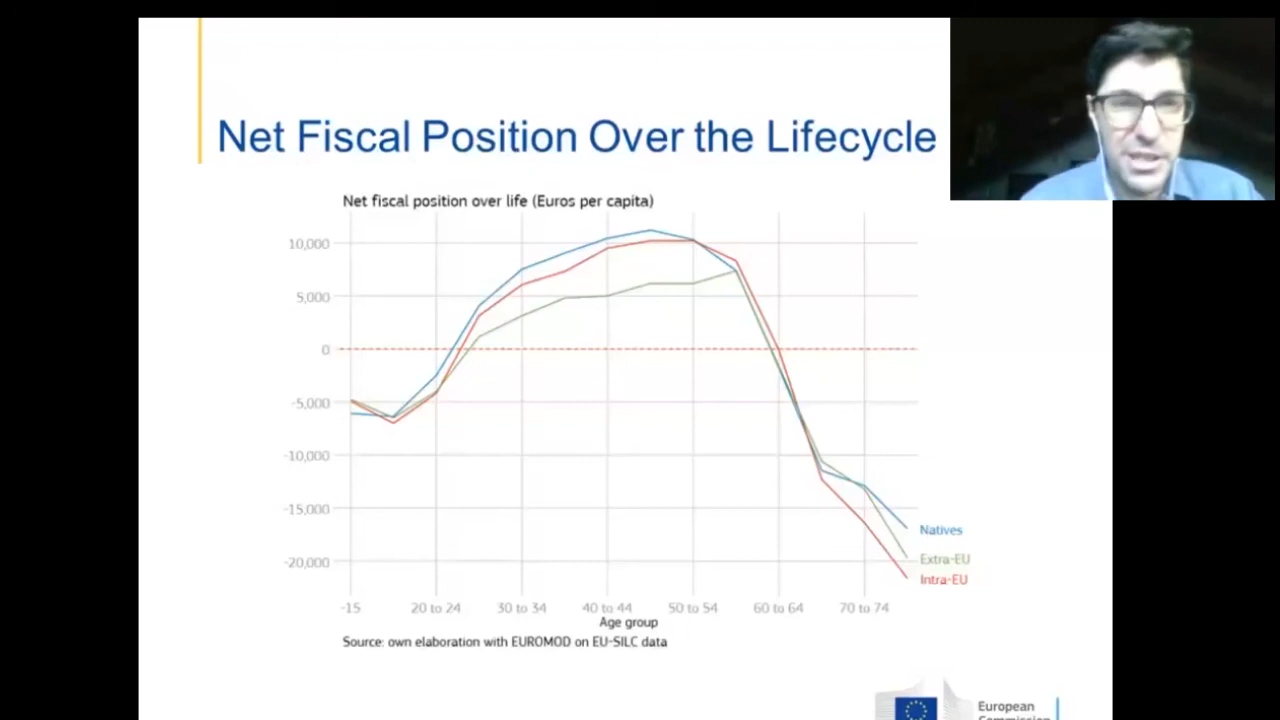 Net Fiscal Position Over the Lifecycle
Net fiscal position over life (Euros per capita)
10,000
5,000
0
-5,000
-10,000
-15,000
-20,000
Natives
Extra-EU
Intra-EU
-15
20 to 24
30 to 34
40 to 44
50 to 54
60 to 64
70 to 74
Age group
Source: own elaboration with EUROMOD on EU-SILC data
European
Commission